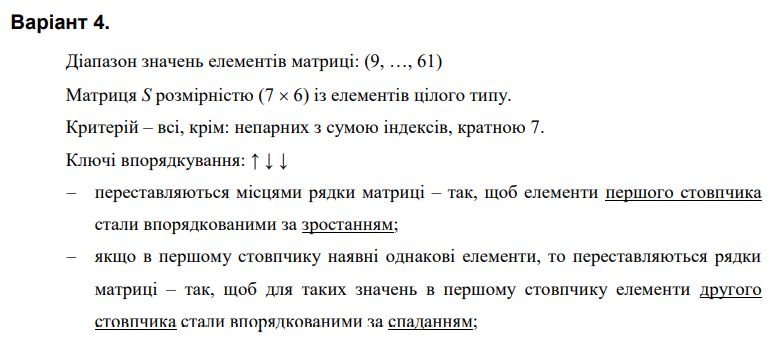 Варіант 4.
Діапазон значень елементів матриці: (9, …, 61)
Матриця S розмірністю (7 × 6) із елементів цілого типу.
Критерій – всі, крім: непарних з сумою індексів, кратною 7.
Ключі впорядкування: ↑ ↓ ↓
– переставляються місцями рядки матриці – так, щоб елементи першого стовпчика
стали впорядкованими за зростанням;
– якщо в першому стовпчику наявні однакові елементи, то переставляються рядки
матриці – так, щоб для таких значень в першому стовпчику елементи другого
стовпчика стали впорядкованими за спаданням;